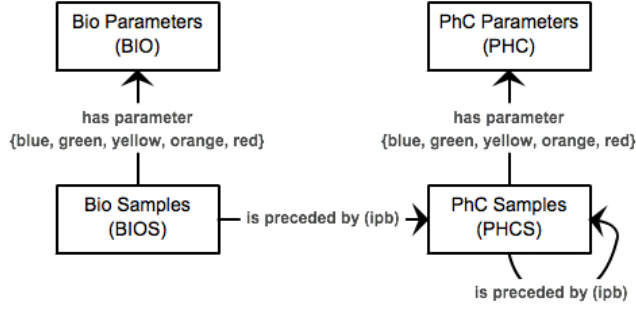 Bio Parameters
(BIO)
PhC Parameters
(PHC)
has parameter
{blue, green, yellow, orange, red}
has parameter
{blue, green, yellow, orange, red}
Bio Samples
(BIOS)
is preceded by (ipb)
PhC Samples
(PHCS)
is preceded by (ipb)